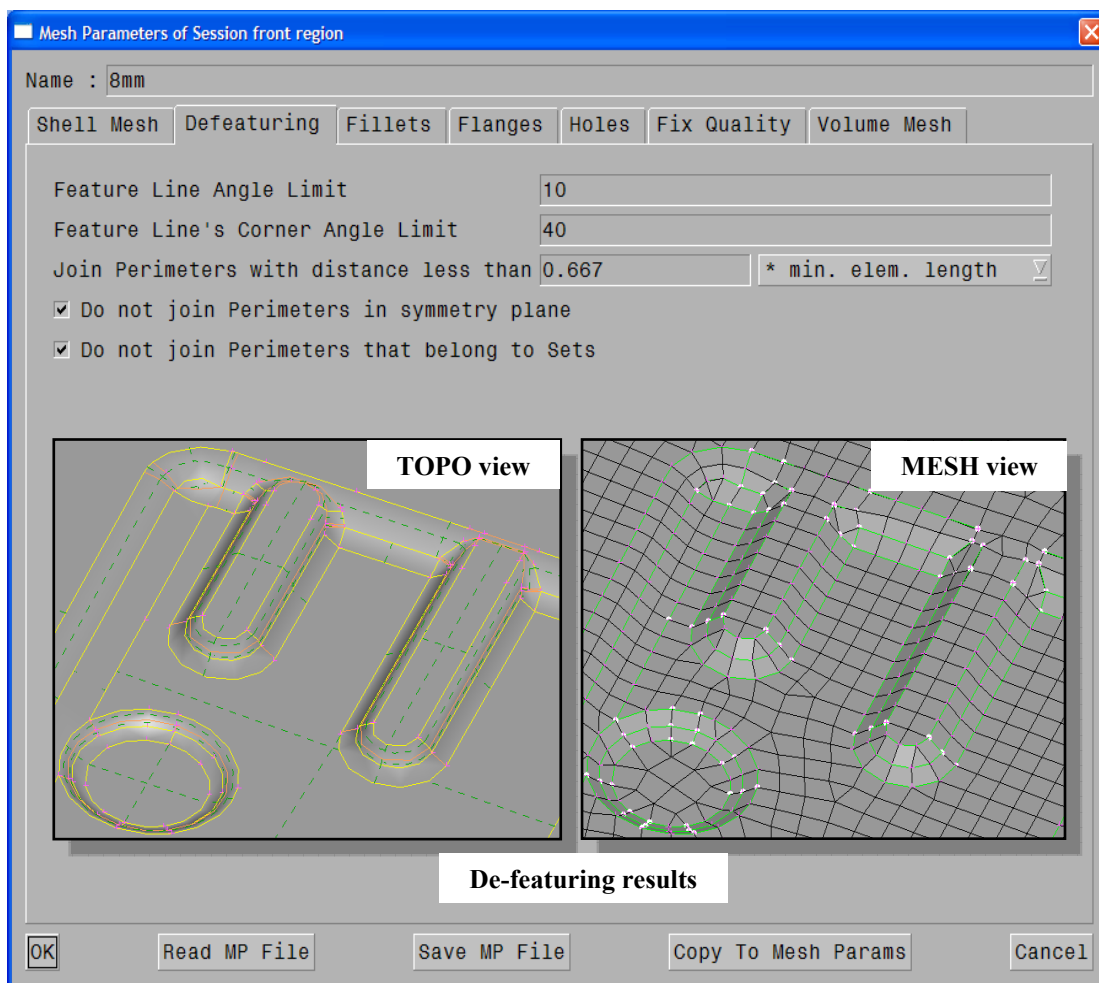 Mesh Parameters of Session front region
Name : 8mm
Shell Mesh Defeaturing Fillets Flanges Holes Fix Quality Volume Mesh
Feature Line Angle Limit 10
Feature Line's Corner Angle Limit 40
Join Perimeters with distance less than 0.667 * min. elem. length
Do not join Perimeters in symmetry plane
Do not join Perimeters that belong to Sets
TOPO view MESH view
De-featuring results
OK Read MP File Save MP File Copy To Mesh Params Cancel